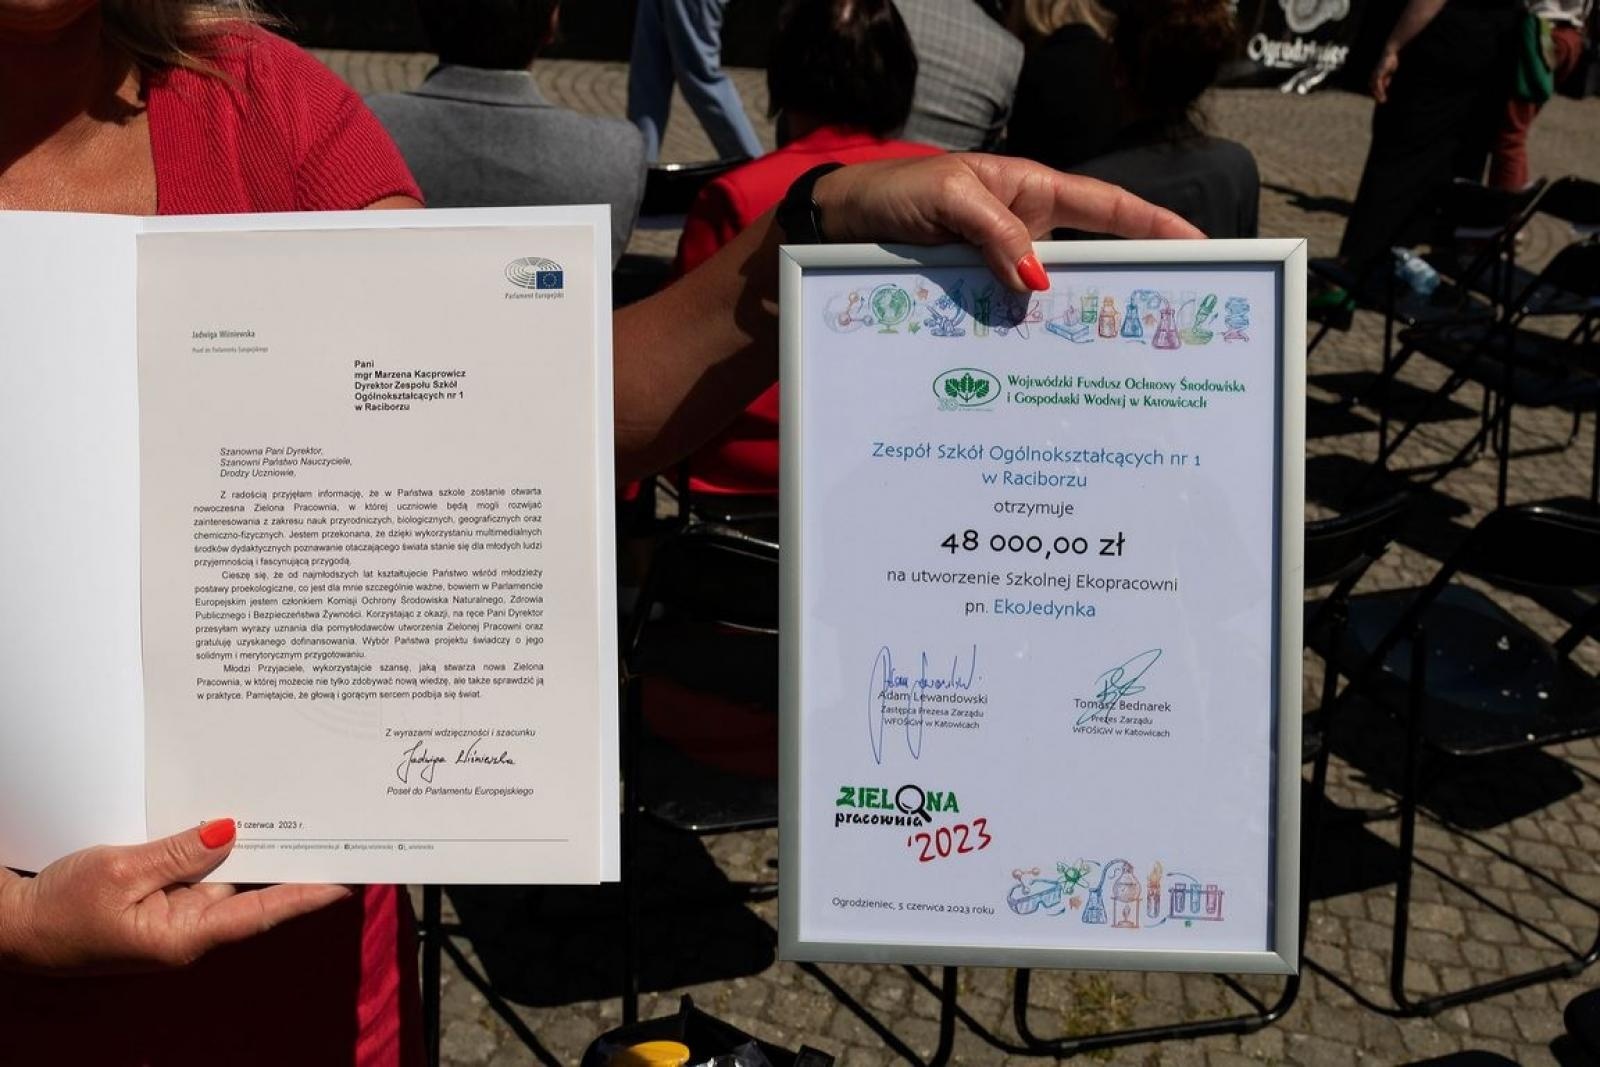 Ogrodzieniec
Parlament Europejski
Jadwiga Wiśniewska
Poseł do Parlamentu Europejskiego
Pani
mgr Marzena Kacprowicz
Dyrektor Zespołu Szkół
Ogólnokształcących nr 1
w Raciborzu
Szanowna Pani Dyrektor,
Szanowni Państwo Nauczyciele,
Drodzy Uczniowie,
Z radością przyjęłam informację, że w Państwa szkole zostanie otwarta
nowoczesna Zielona Pracownia, w której uczniowie będą mogli rozwijać
zainteresowania z zakresu nauk przyrodniczych, biologicznych, geograficznych oraz
chemiczno-fizycznych. Jestem przekonana, że dzięki wykorzystaniu multimedialnych
środków dydaktycznych poznawanie otaczającego świata stanie się dla młodych ludzi
przyjemnością i fascynującą przygodą.
Cieszę się, że od najmłodszych lat kształtujecie Państwo wśród młodzieży
postawy proekologiczne, co jest dla mnie szczególnie ważne, bowiem w Parlamencie
Europejskim jestem członkiem Komisji Ochrony Środowiska Naturalnego, Zdrowia
Publicznego i Bezpieczeństwa Żywności. Korzystając z okazji, na ręce Pani Dyrektor
przesyłam wyrazy uznania dla pomysłodawców utworzenia Zielonej Pracowni oraz
gratuluję uzyskanego dofinansowania. Wybór Państwa projektu świadczy o jego
solidnym i merytorycznym przygotowaniu.
Młodzi Przyjaciele, wykorzystajcie szansę, jaką stwarza nowa Zielona
Pracownia, w której możecie nie tylko zdobywać nową wiedzę, ale także sprawdzić ją
w praktyce. Pamiętajcie, że głową i gorącym sercem podbija się świat.
Z wyrazami wdzięczności i szacunku
Jadwiga Wiśniewska
Poseł do Parlamentu Europejskiego
5 czerwca 2023 r.
www.jadwigawisniewska.pl
Wojewódzki Fundusz Ochrony Środowiska
i Gospodarki Wodnej w Katowicach
Zespół Szkół Ogólnokształcących nr 1
w Raciborzu
otrzymuje
48 000,00 zł
na utworzenie Szkolnej Ekopracowni
pn. EkoJedynka
Adam Lewandowski
Zastępca Prezesa Zarządu
WFOŚiGW w Katowicach
Tomasz Bednarek
Prezes Zarządu
WFOŚiGW w Katowicach
ZIELONA
pracownia
'2023
Ogrodzieniec, 5 czerwca 2023 roku